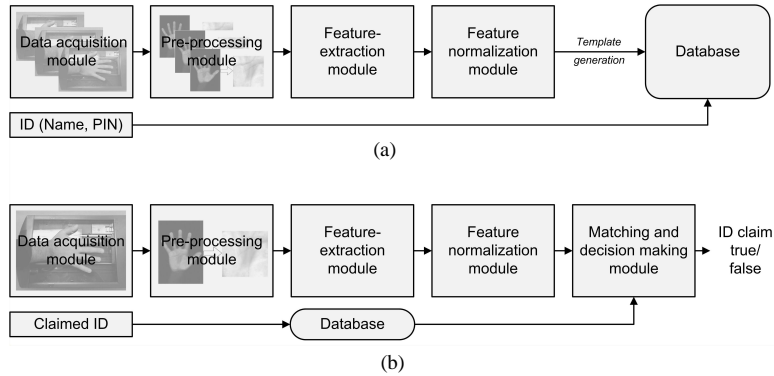 Data acquisition
module
Pre-processing
module
Feature-
extraction
module
Feature
normalization
module
Template
generation
Database
ID (Name, PIN)
(a)
Data acquisition
module
Pre-processing
module
Feature-
extraction
module
Feature
normalization
module
Matching and
decision making
module
ID claim
true/
false
Claimed ID
Database
(b)